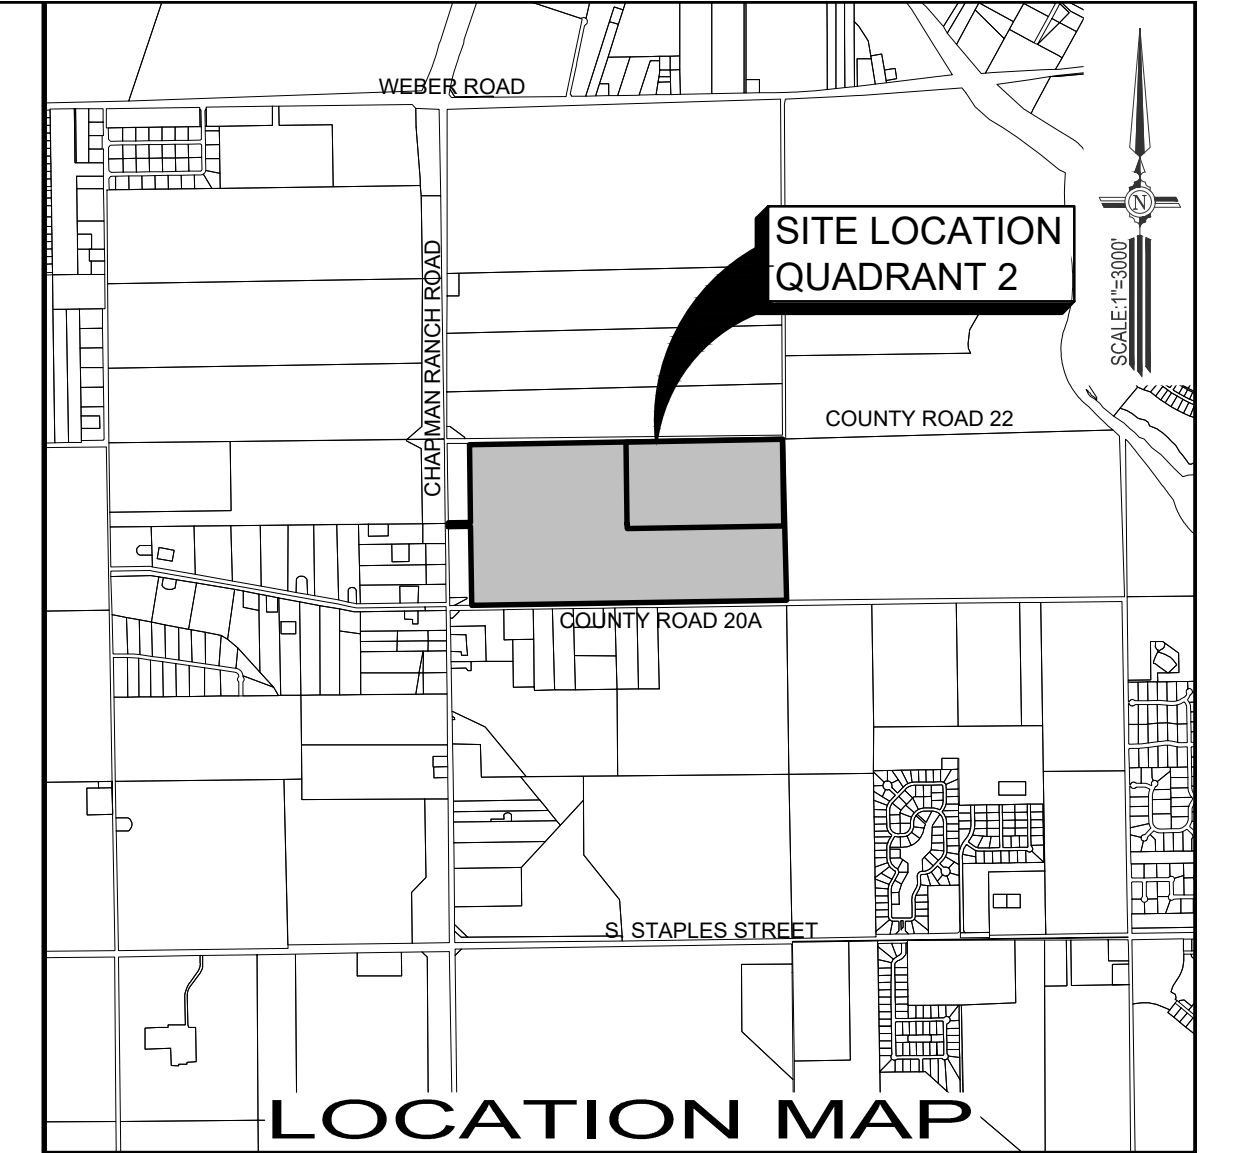 WEBER ROAD
N
SCALE:1"=3000'
SITE LOCATION
QUADRANT 2
CHAPMAN RANCH ROAD
COUNTY ROAD 22
COUNTY ROAD 20A
S. STAPLES STREET
LOCATION MAP